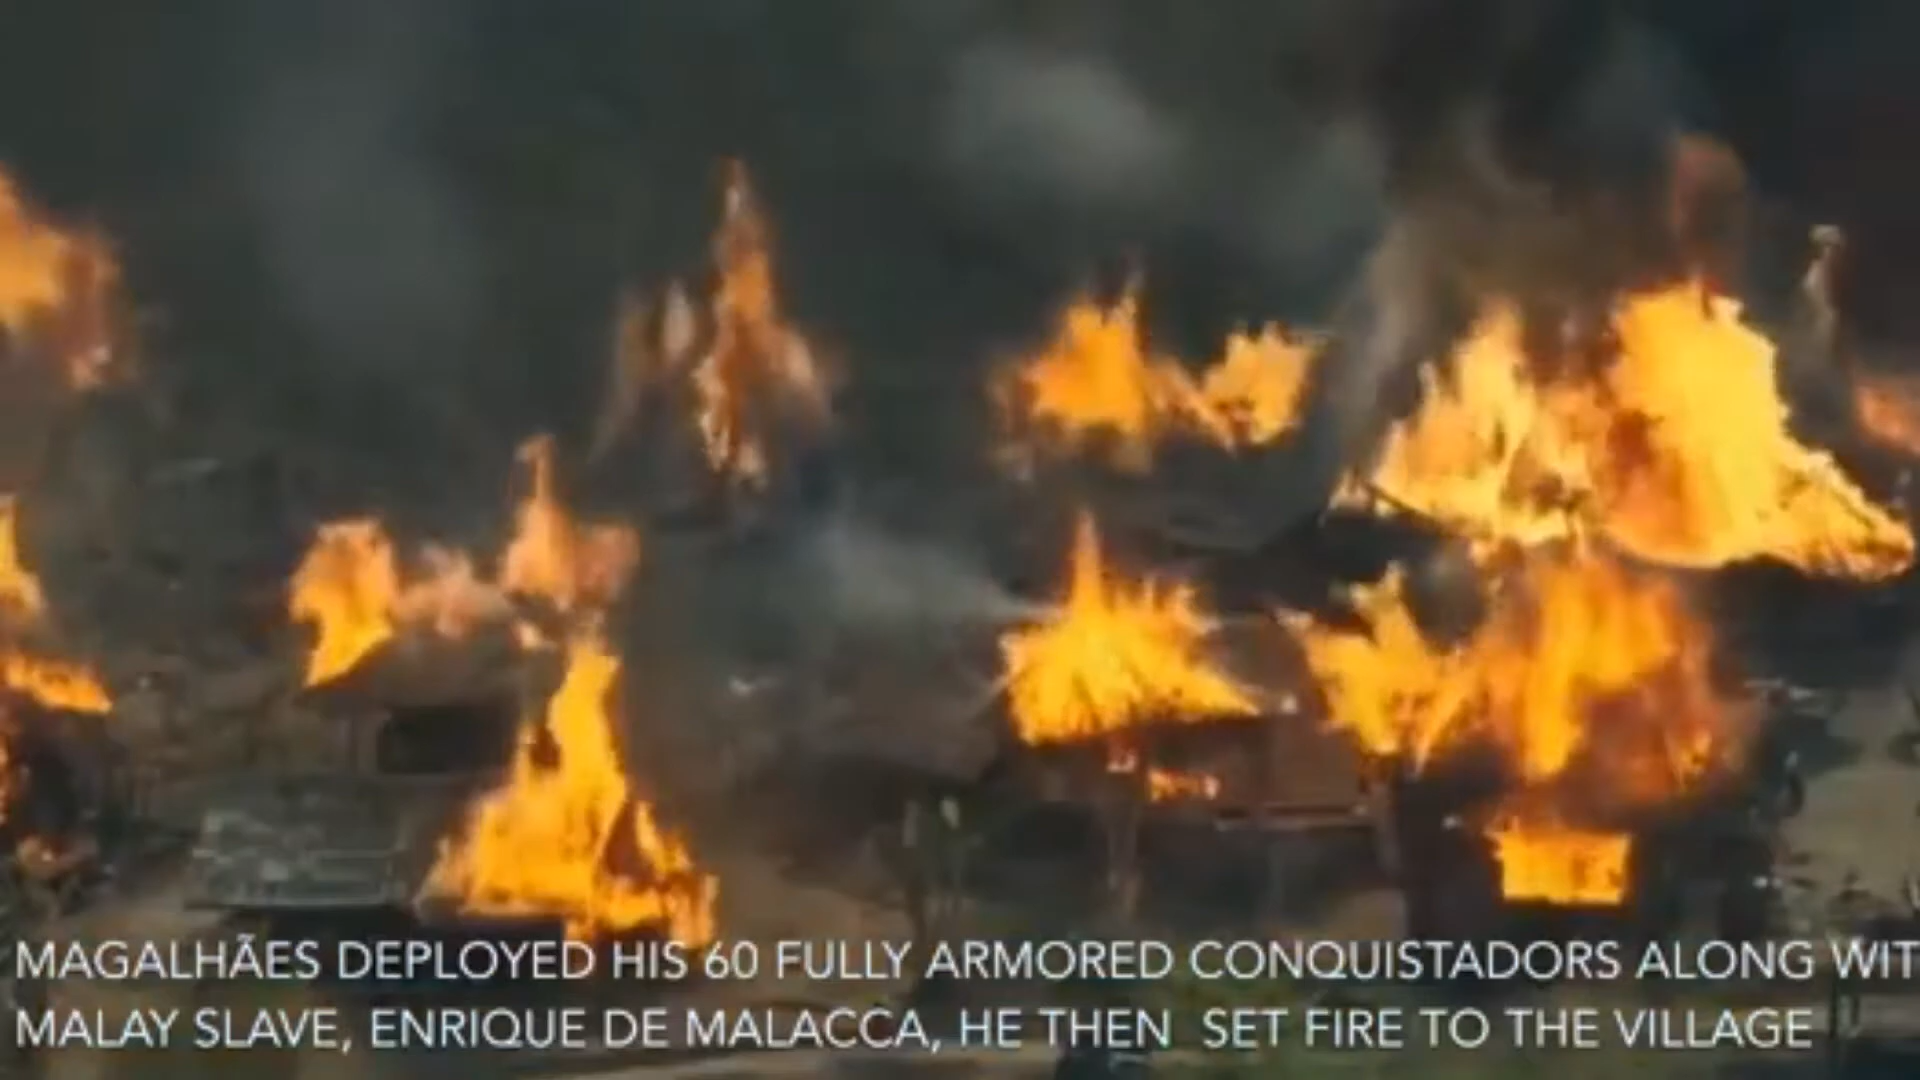 MAGALHÃES DEPLOYED HIS 60 FULLY ARMORED CONQUISTADORS ALONG WIT
MALAY SLAVE, ENRIQUE DE MALACCA, HE THEN SET FIRE TO THE VILLAGE